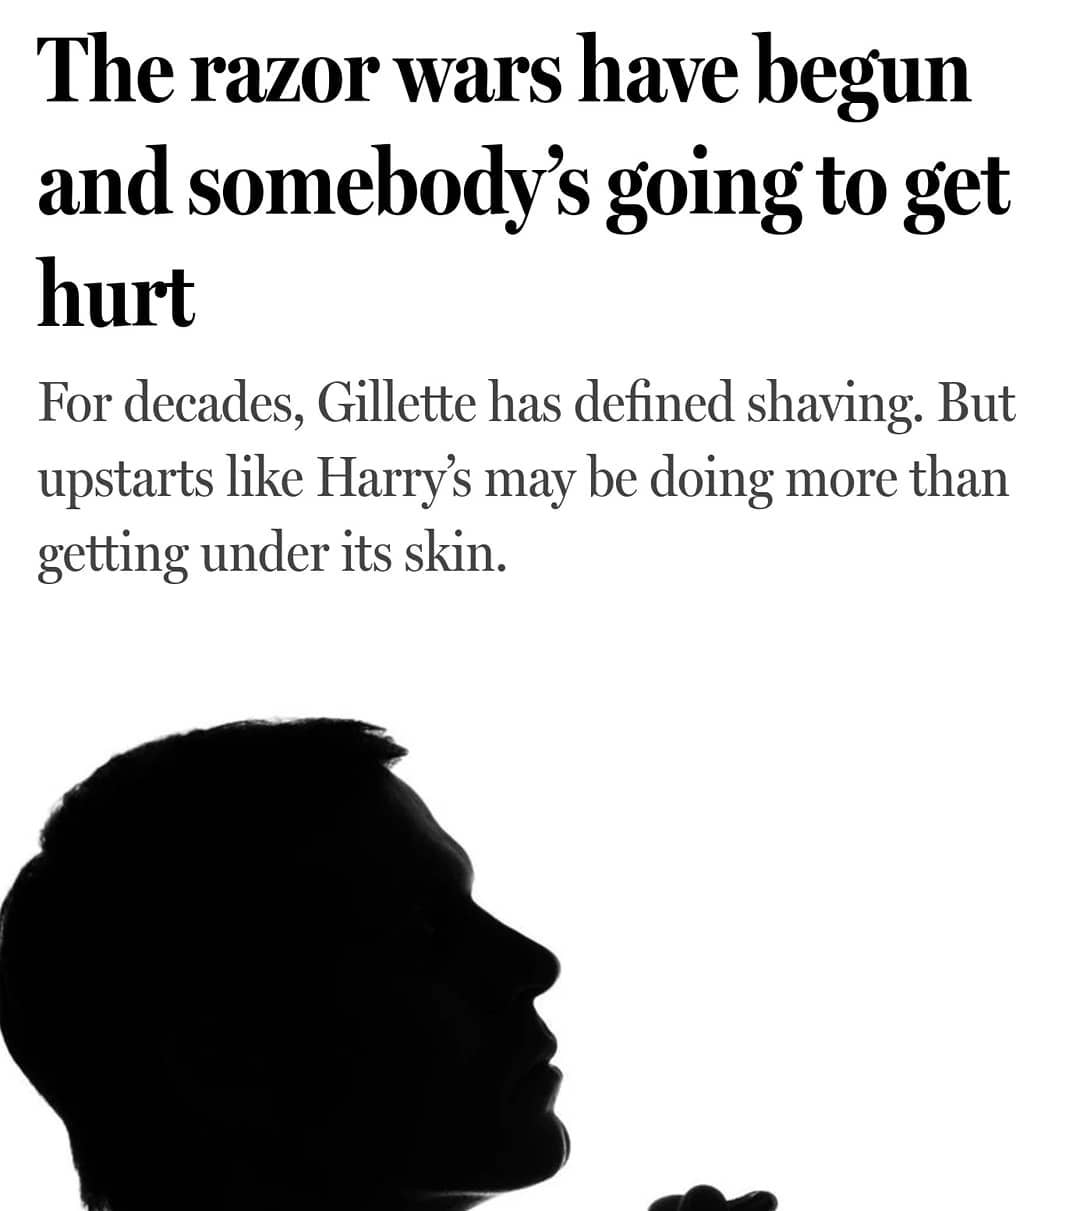 The razor wars have begun
and somebody’s going to get
hurt
For decades, Gillette has defined shaving. But
upstarts like Harry’s may be doing more than
getting under its skin.